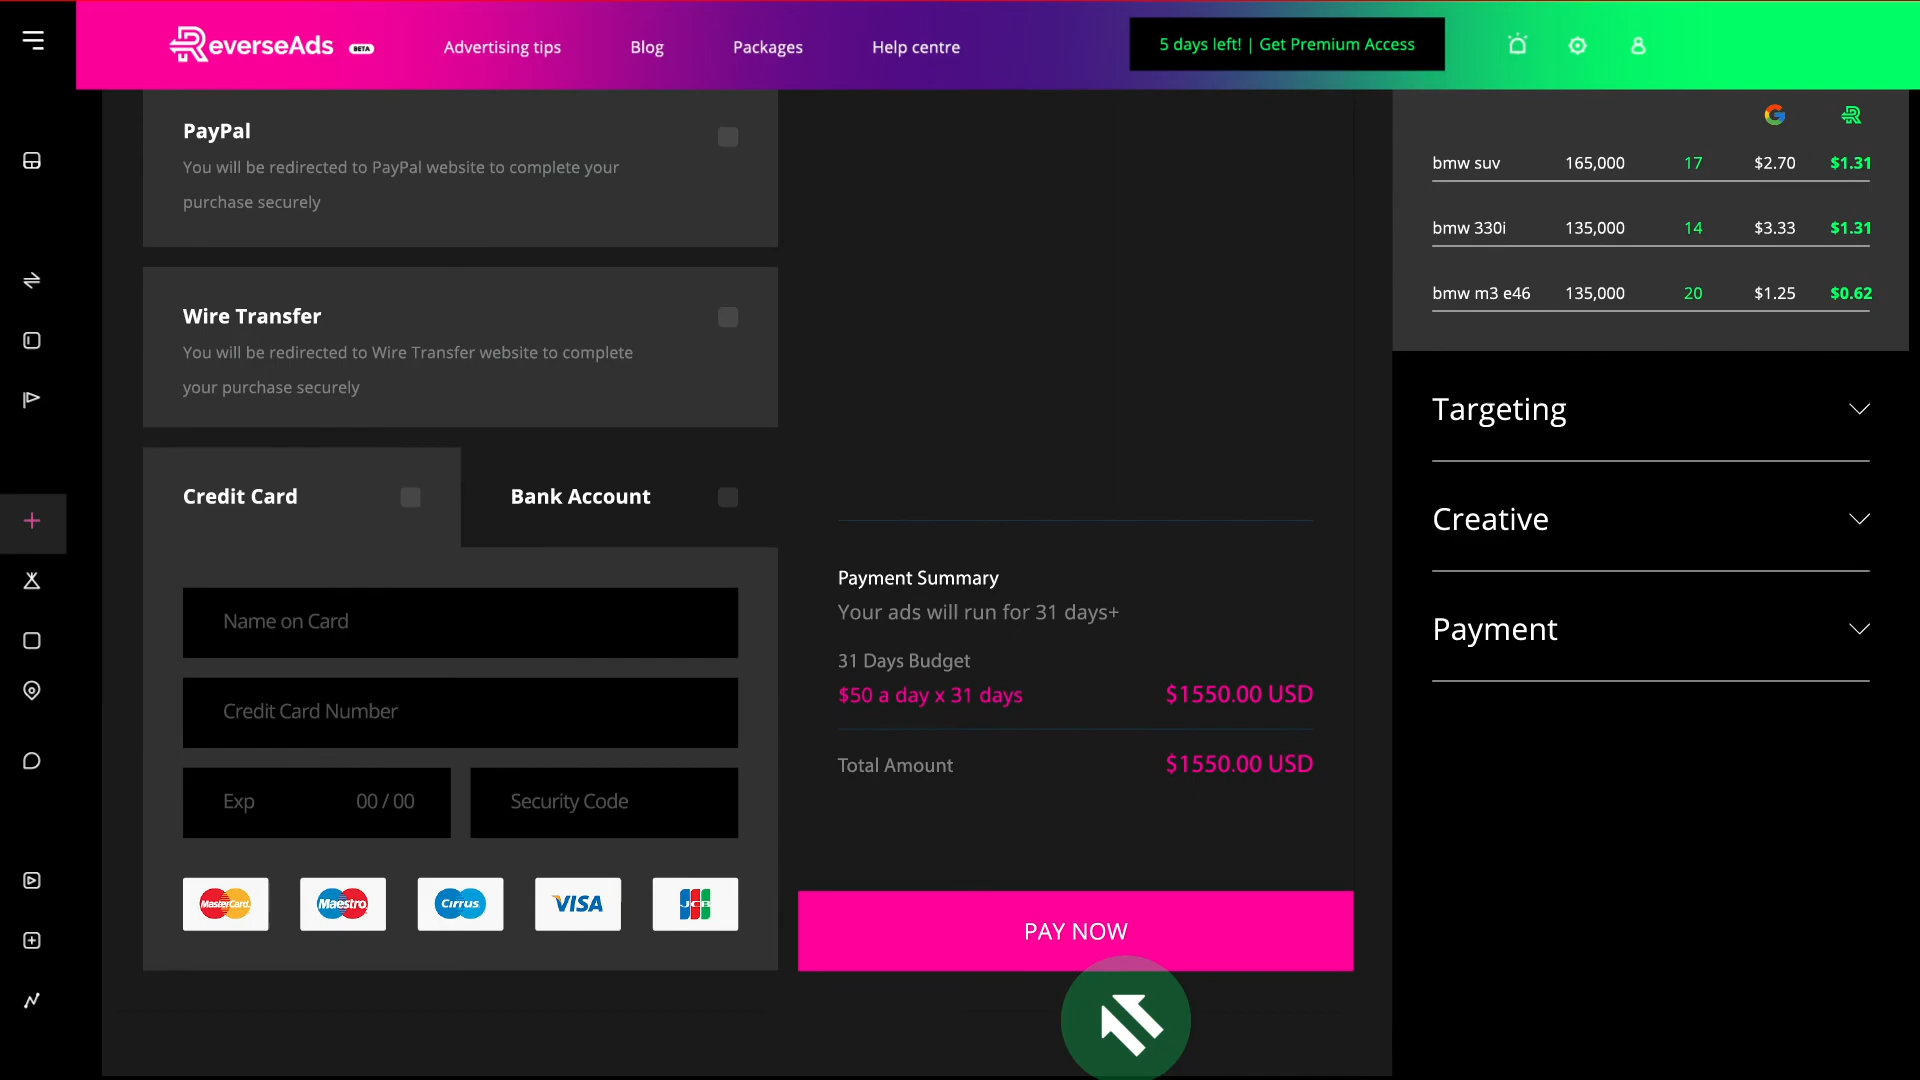 ReverseAds BETA
Advertising tips
Blog
Packages
Help centre
5 days left! | Get Premium Access
PayPal
You will be redirected to PayPal website to complete your
purchase securely
Wire Transfer
You will be redirected to Wire Transfer website to complete
your purchase securely
Credit Card
Bank Account
Name on Card
Credit Card Number
Exp 00 / 00
Security Code
MasterCard
Maestro
Cirrus
VISA
JCB
Payment Summary
Your ads will run for 31 days+
31 Days Budget
$50 a day x 31 days $1550.00 USD
Total Amount $1550.00 USD
PAY NOW
bmw suv 165,000 17 $2.70 $1.31
bmw 330i 135,000 14 $3.33 $1.31
bmw m3 e46 135,000 20 $1.25 $0.62
Targeting
Creative
Payment